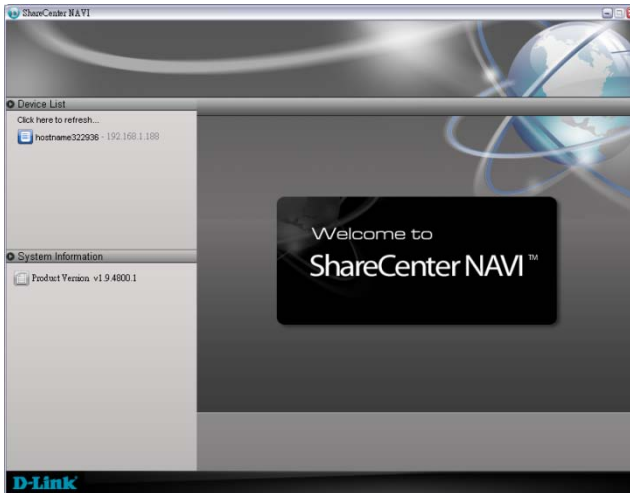 ShareCenter NAVI
Device List
Click here to refresh...
hostname322936 - 192.168.1.188
System Information
Product Version v1.9.4800.1
Welcome to
ShareCenter NAVI™
D-Link